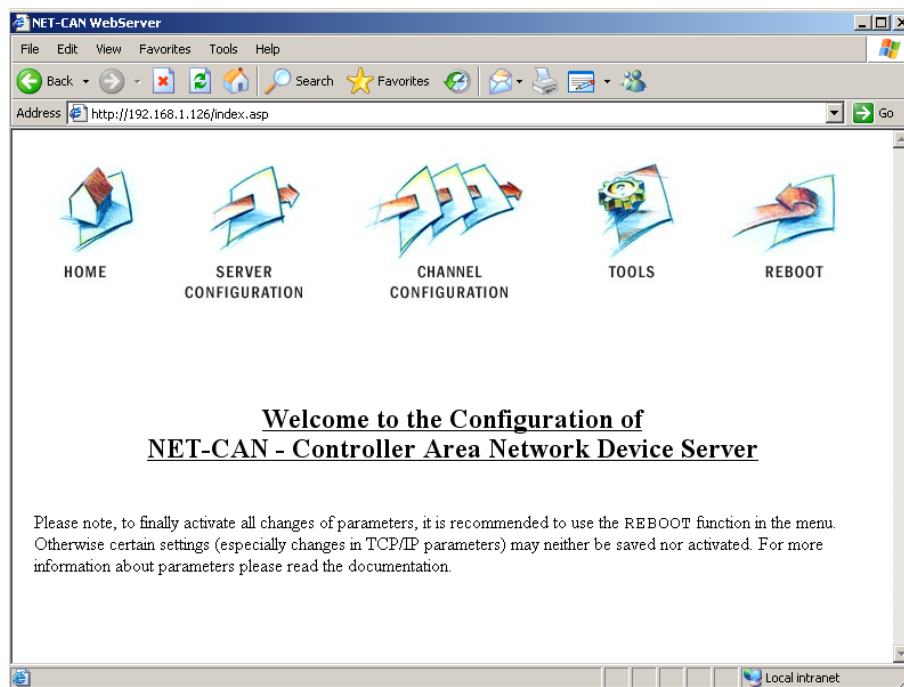 NET-CAN WebServer
File Edit View Favorites Tools Help
Back Search Favorites
Address http://192.168.1.126/index.asp Go
HOME
SERVER
CONFIGURATION
CHANNEL
CONFIGURATION
TOOLS
REBOOT
Welcome to the Configuration of
NET-CAN - Controller Area Network Device Server
Please note, to finally activate all changes of parameters, it is recommended to use the REBOOT function in the menu.
Otherwise certain settings (especially changes in TCP/IP parameters) may neither be saved nor activated. For more
information about parameters please read the documentation.
Local intranet